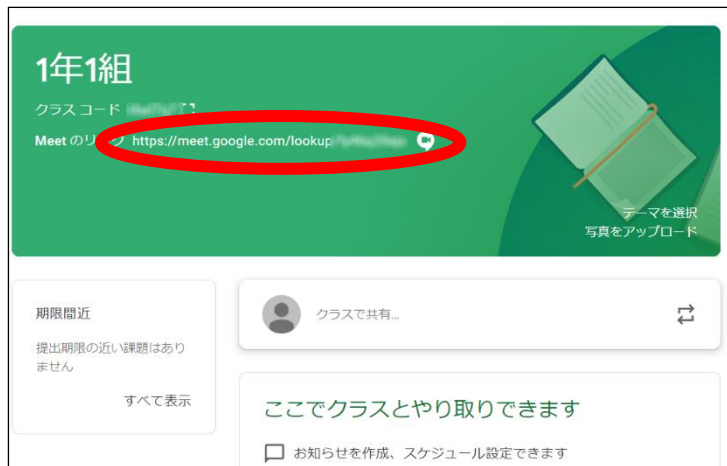 1年1組
クラス コード
Meet のリンク https://meet.google.com/lookup
テーマを選択
写真をアップロード
期限間近
提出期限の近い課題はあり
ません
すべて表示
クラスで共有...
ここでクラスとやり取りできます
お知らせを作成、スケジュール設定できます